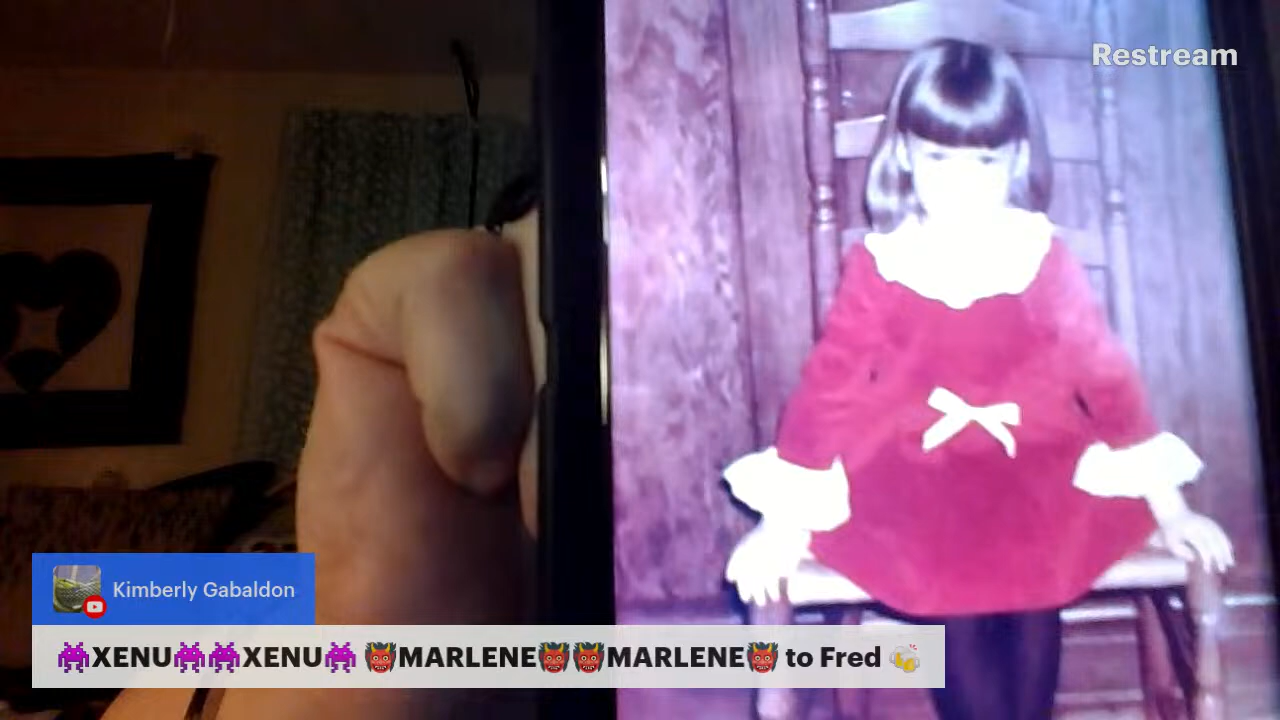 Restream
Kimberly Gabaldon
👾XENU👾👾XENU👾 👹MARLENE👹👹MARLENE👹 to Fred 🍻